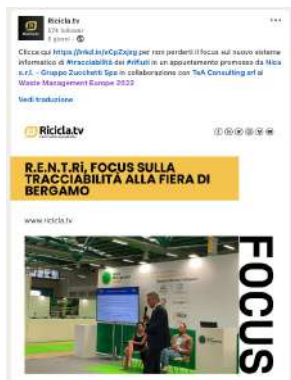 Ricicla.tv
Clicca qui https://lnkd.in/eCpZxjrg per non perderti il focus sul nuovo sistema
informatico di #tracciabilità dei #rifiuti in un appuntamento promosso da Nica
s.r.l. - Gruppo Zucchetti Spa in collaborazione con TeA Consulting srl al
Waste Management Europe 2022
Vedi traduzione
Ricicla.tv
R.E.N.T.Ri, FOCUS SULLA
TRACCIABILITÀ ALLA FIERA DI
BERGAMO
www.ricicla.tv
FOCUS